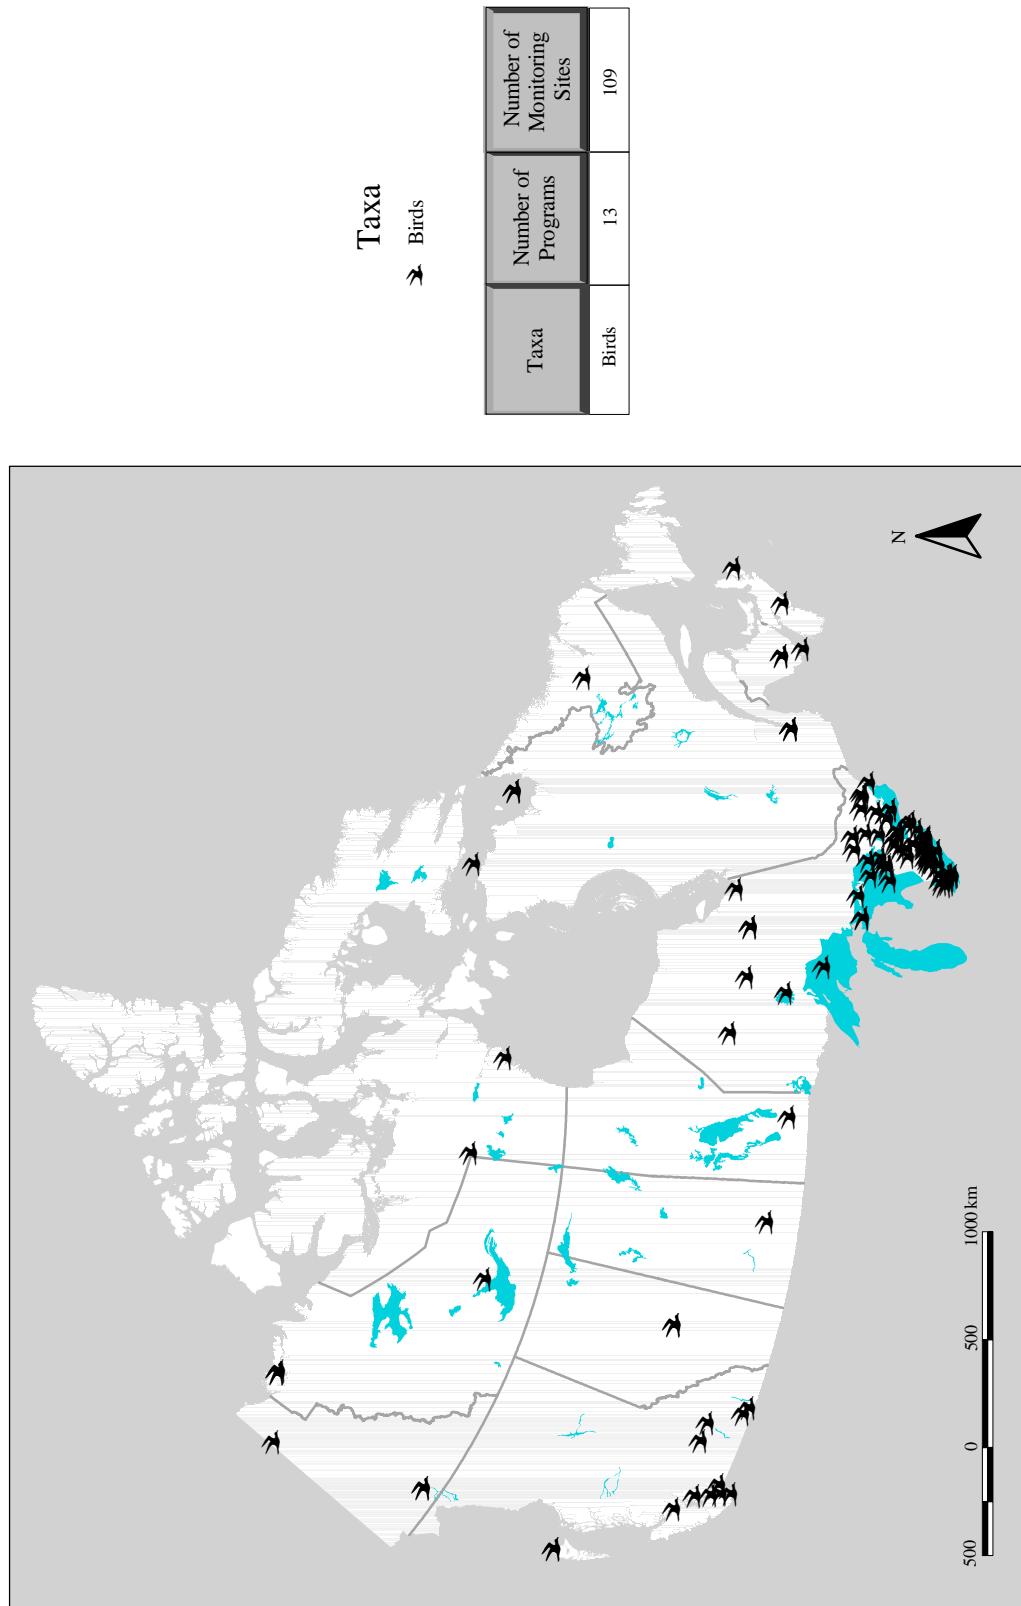 Taxa
Birds
Taxa
Number of
Programs
Number of
Monitoring
Sites
Birds
13
109
N
500
0
500
1000 km